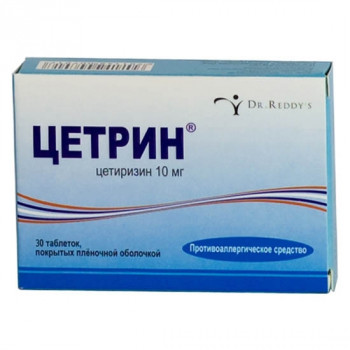 DR.REDDY'S
ЦЕТРИН®
цетиризин 10 мг
30 таблеток,
покрытых плёночной оболочкой
Противоаллергическое средство